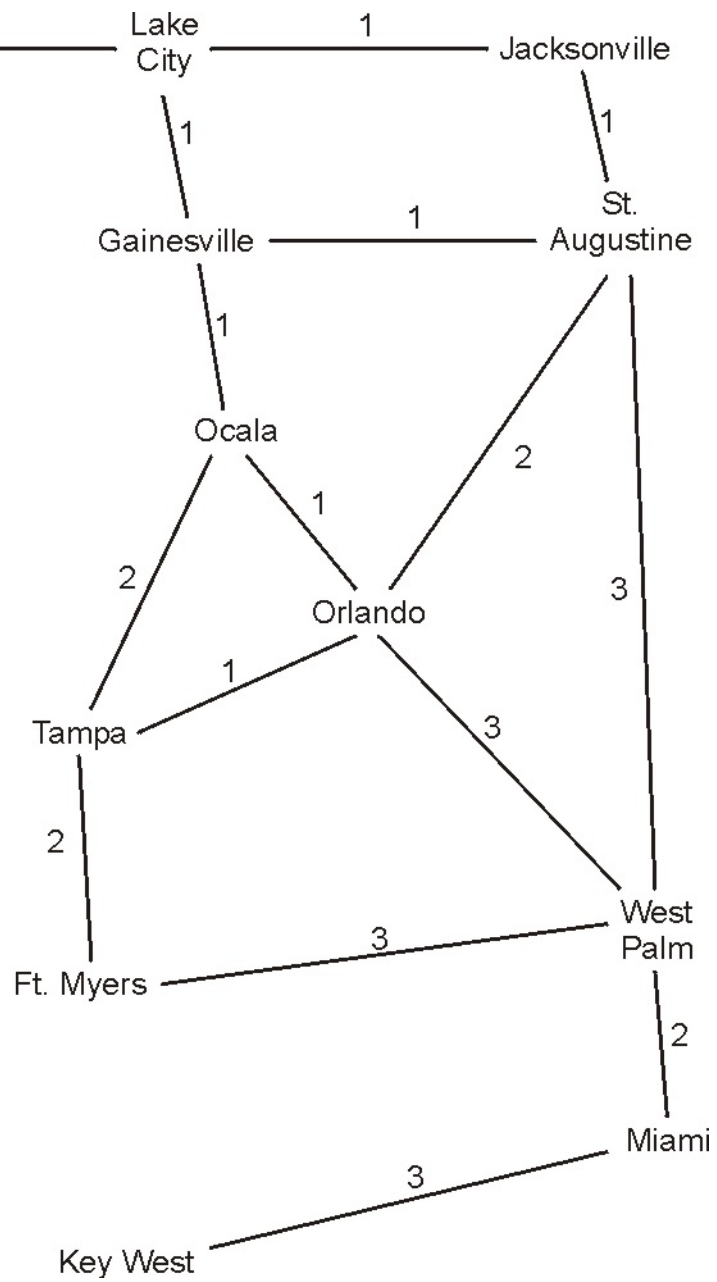 Lake
City
1
Jacksonville
1
1
St.
Augustine
Gainesville
1
1
Ocala
2
1
2
3
Orlando
1
Tampa
3
2
West
Palm
3
Ft. Myers
2
Miami
3
Key West